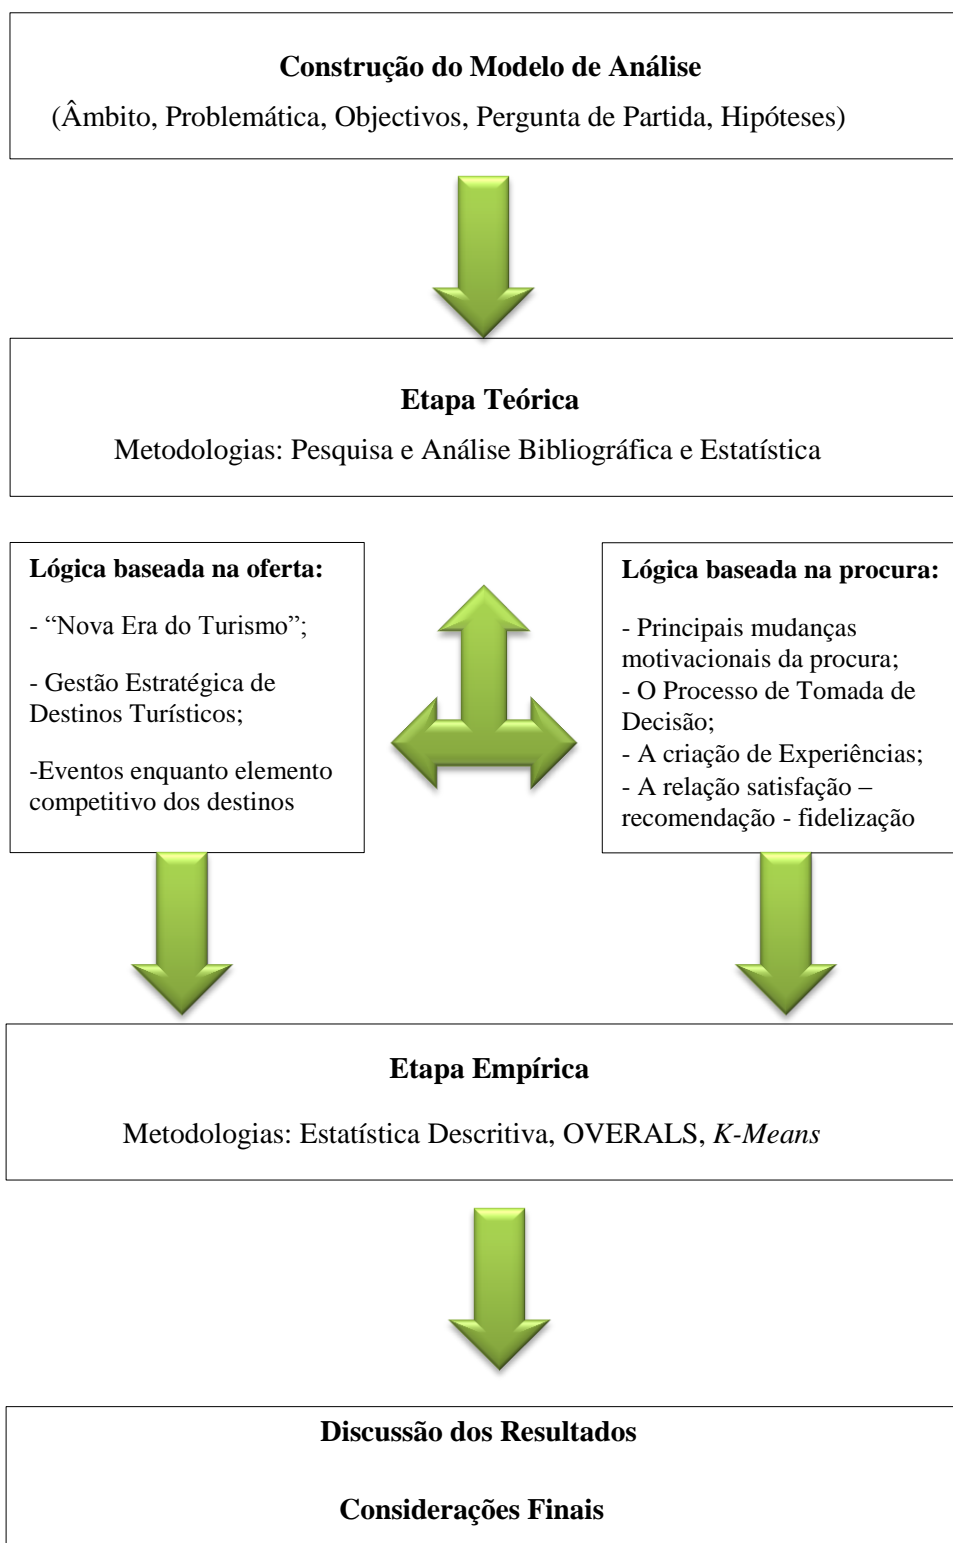 Construção do Modelo de Análise
(Âmbito, Problemática, Objectivos, Pergunta de Partida, Hipóteses)
Etapa Teórica
Metodologias: Pesquisa e Análise Bibliográfica e Estatística
Lógica baseada na oferta:
- “Nova Era do Turismo”;
- Gestão Estratégica de
Destinos Turísticos;
-Eventos enquanto elemento
competitivo dos destinos
Lógica baseada na procura:
- Principais mudanças
motivacionais da procura;
- O Processo de Tomada de
Decisão;
- A criação de Experiências;
- A relação satisfação –
recomendação - fidelização
Etapa Empírica
Metodologias: Estatística Descritiva, OVERALS, K-Means
Discussão dos Resultados
Considerações Finais